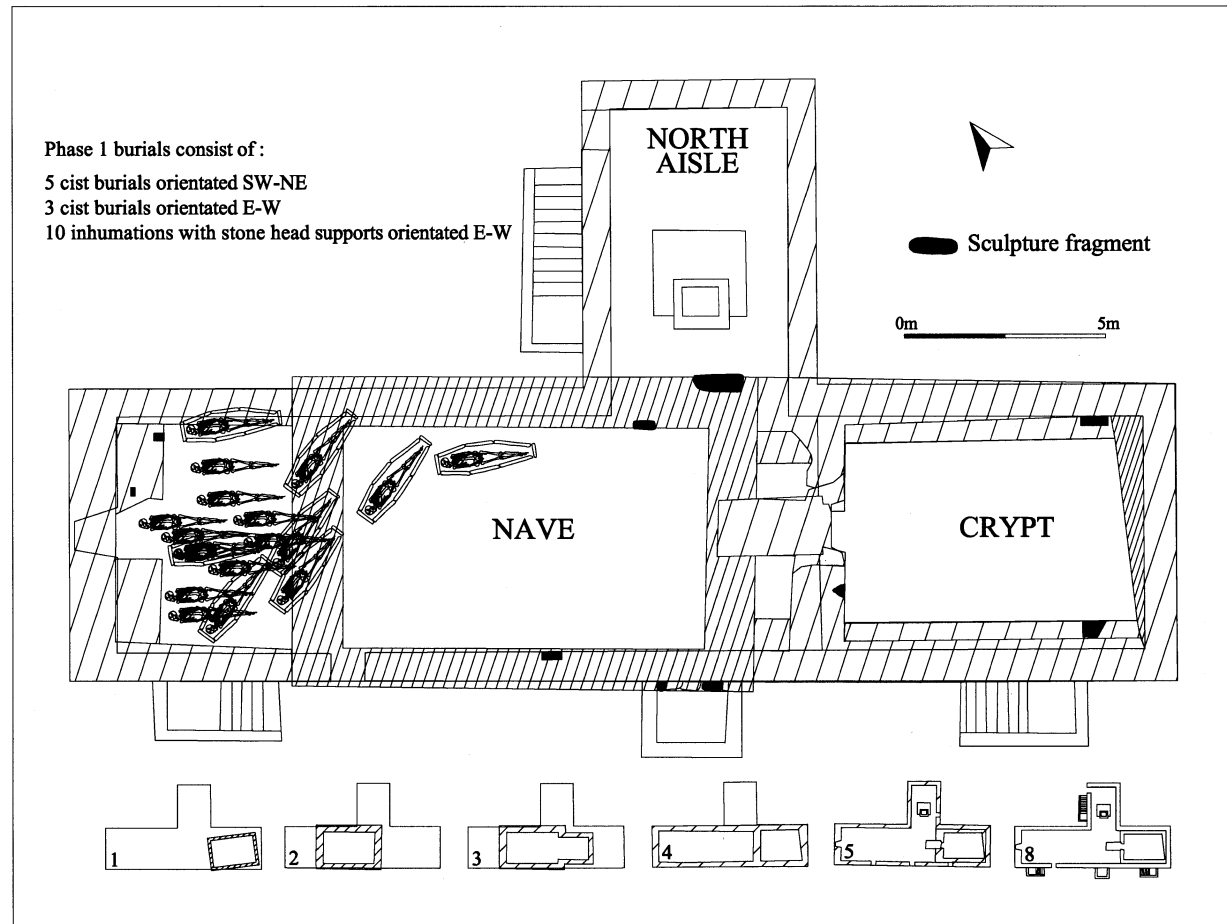 Phase 1 burials consist of :
5 cist burials orientated SW-NE
3 cist burials orientated E-W
10 inhumations with stone head supports orientated E-W
NORTH
AISLE
Sculpture fragment
0m 5m
NAVE
CRYPT
1 2 3 4 5 8